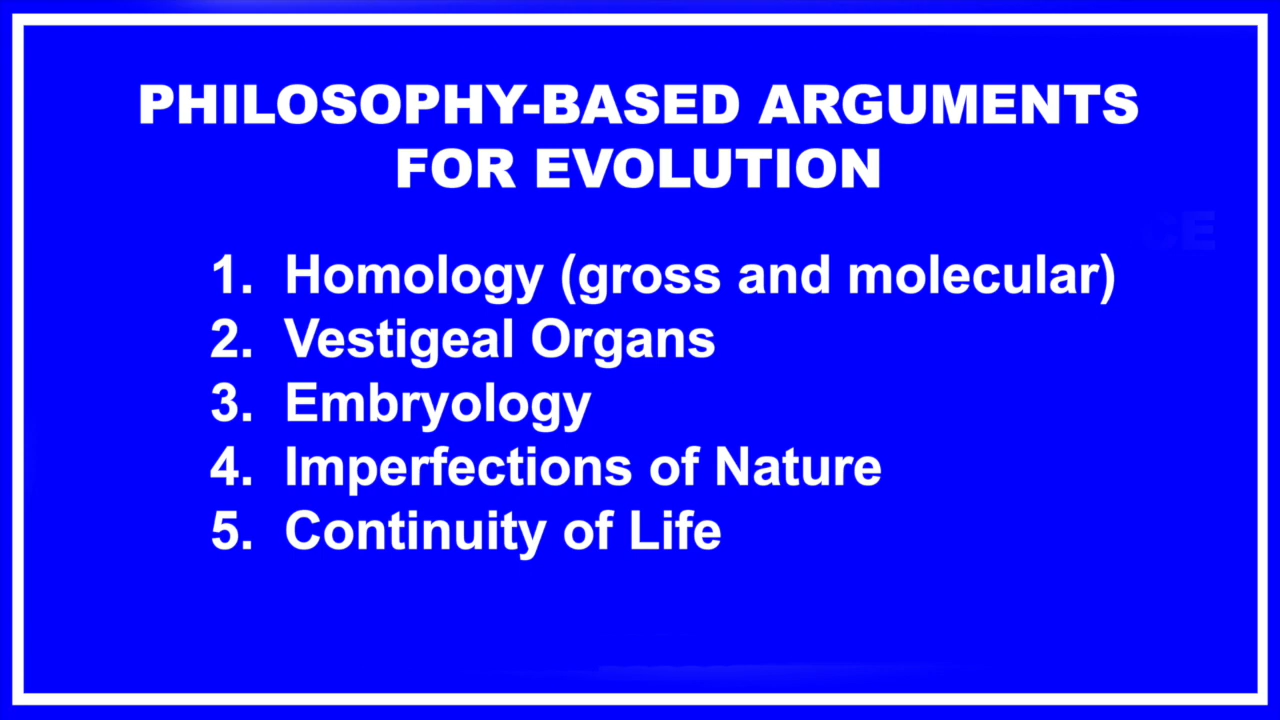 PHILOSOPHY-BASED ARGUMENTS
FOR EVOLUTION
1. Homology (gross and molecular)
2. Vestigeal Organs
3. Embryology
4. Imperfections of Nature
5. Continuity of Life